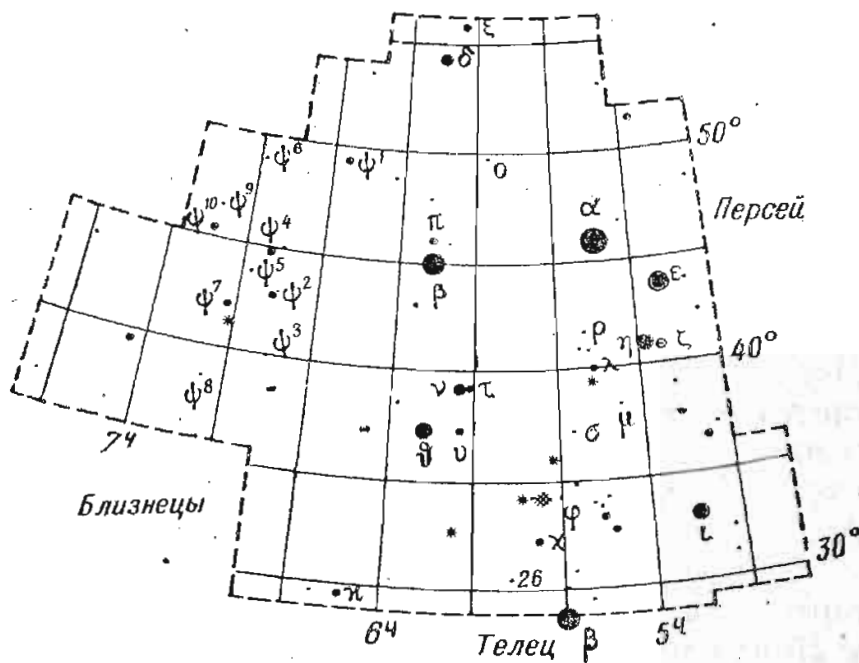 ξ
δ
50°
ψ⁶ ψ¹ ο
ψ¹⁰ ψ⁹ α Персей
ψ⁴ π
ψ⁵ ε
ψ⁷ ψ² β
ψ³ ρ η ζ
40°
λ
ψ⁸ ν τ
μ
σ
7ч ϑ υ
Близнецы φ ι
χ 30°
26
ϰ
6ч Телец β 5ч